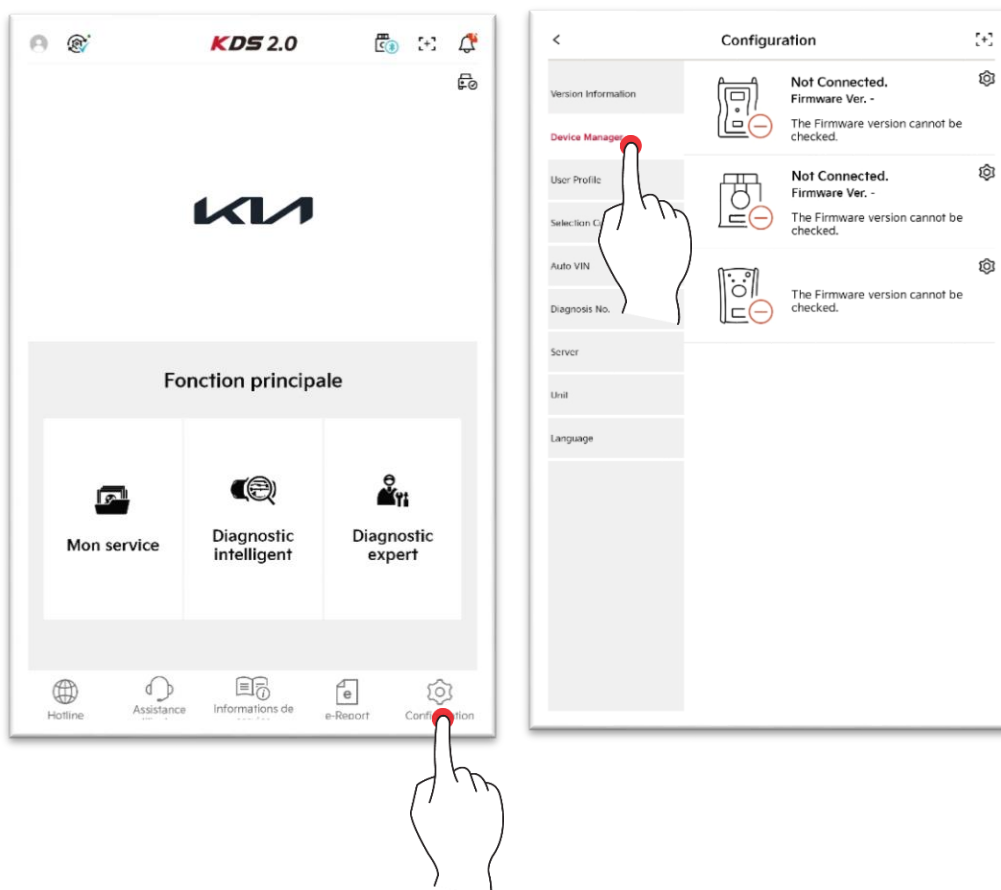 KDS 2.0
KIA
Fonction principale
Mon service
Diagnostic
intelligent
Diagnostic
expert
Hotline
Assistance
Informations de
e-Report
Configuration
Version Information
Device Manager
User Profile
Selection
Auto VIN
Diagnosis No.
Server
Unit
Language
Not Connected.
Firmware Ver. -
The Firmware version cannot be
checked.
Not Connected.
Firmware Ver. -
The Firmware version cannot be
checked.
The Firmware version cannot be
checked.